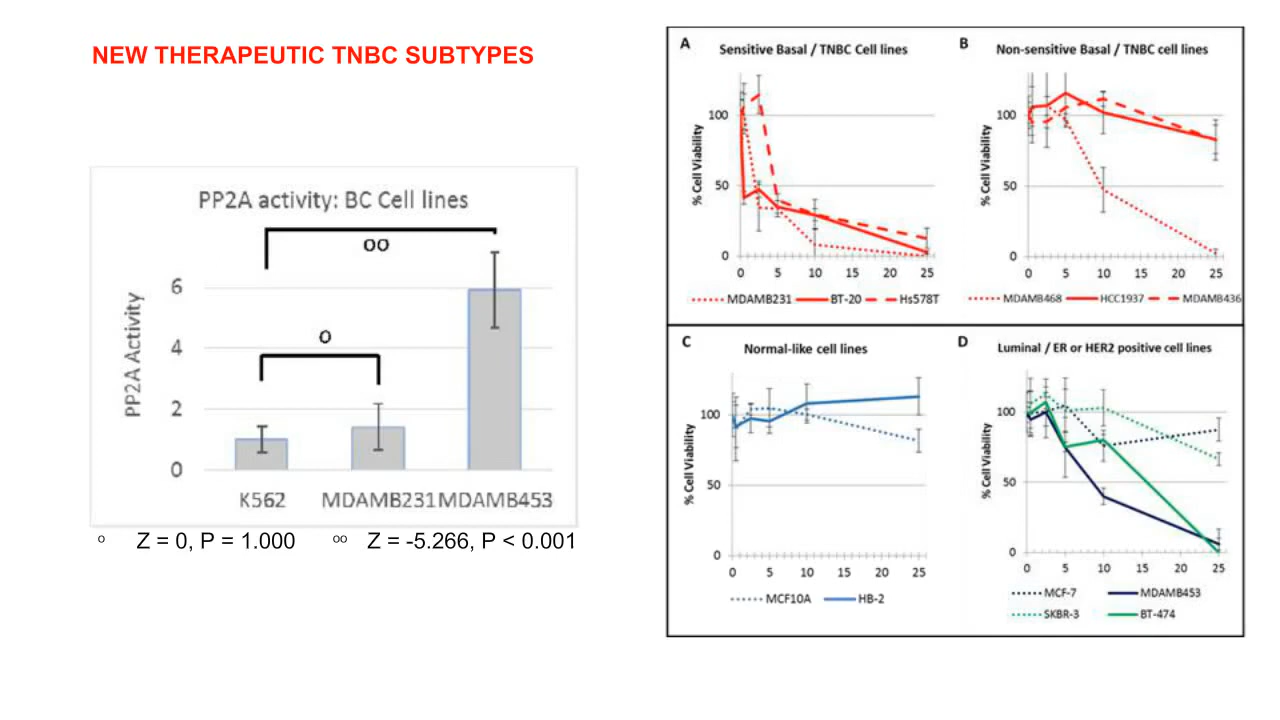 NEW THERAPEUTIC TNBC SUBTYPES
PP2A activity: BC Cell lines
oo
o
PP2A Activity
6
4
2
0
K562 MDAMB231 MDAMB453
o Z = 0, P = 1.000 oo Z = -5.266, P < 0.001
A Sensitive Basal / TNBC Cell lines
% Cell Viability
100
50
0
0 5 10 15 20 25
MDAMB231 BT-20 Hs578T
B Non-sensitive Basal / TNBC cell lines
% Cell Viability
100
50
0
0 5 10 15 20 25
MDAMB468 HCC1937 MDAMB436
C Normal-like cell lines
% Cell Viability
100
50
0
0 5 10 15 20 25
MCF10A HB-2
D Luminal / ER or HER2 positive cell lines
% Cell Viability
100
50
0
0 5 10 15 20 25
MCF-7 MDAMB453
SKBR-3 BT-474